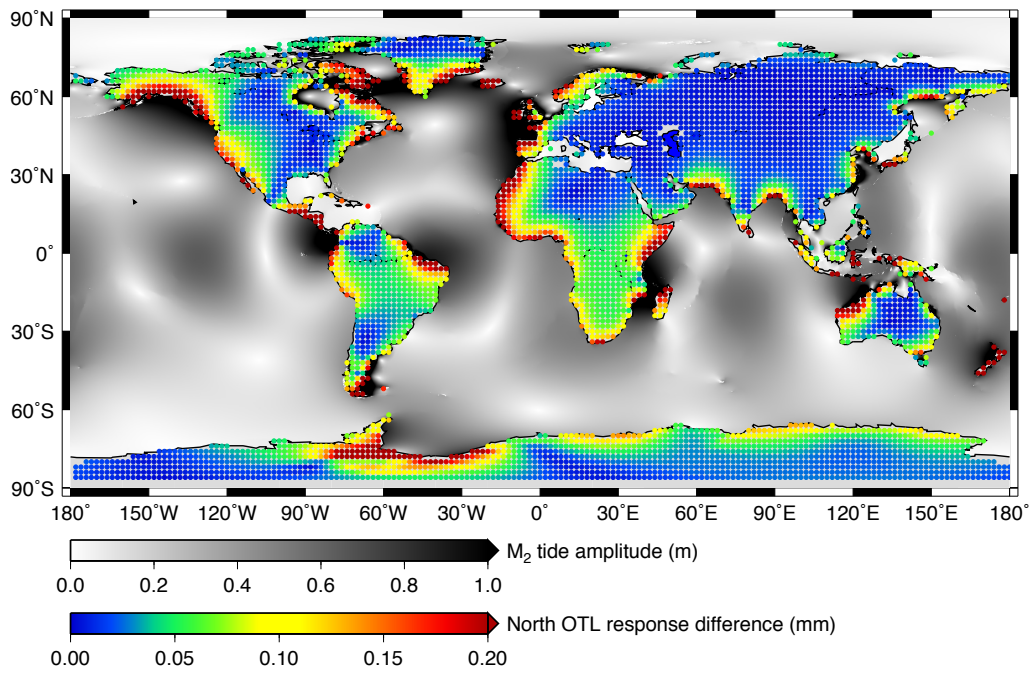 90˚N
60˚N
30˚N
0˚
30˚S
60˚S
90˚S
180˚ 150˚W 120˚W 90˚W 60˚W 30˚W 0˚ 30˚E 60˚E 90˚E 120˚E 150˚E 180˚
M2 tide amplitude (m)
0.0 0.2 0.4 0.6 0.8 1.0
North OTL response difference (mm)
0.00 0.05 0.10 0.15 0.20